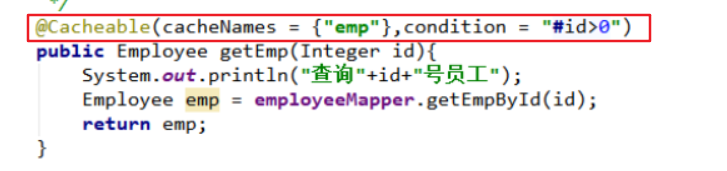 */
@Cacheable(cacheNames = {"emp"},condition = "#id>0")
public Employee getEmp(Integer id){
System.out.println("查询"+id+"号员工");
Employee emp = employeeMapper.getEmpById(id);
return emp;
}